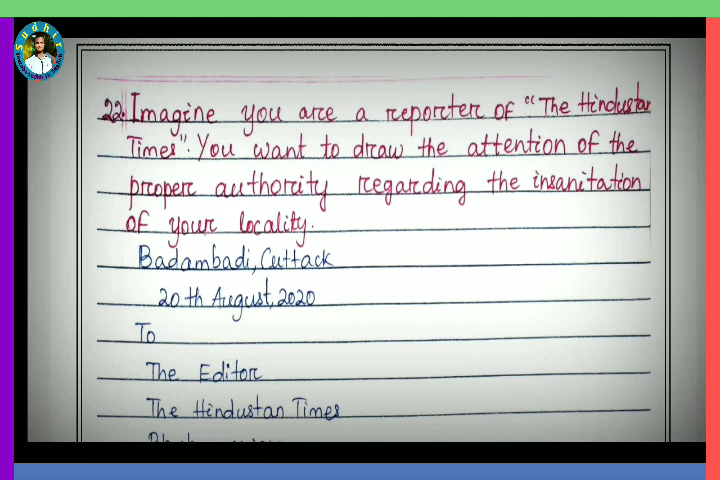 Sudhir
22. Imagine you are a reporter of "The Hindustan
Times". You want to draw the attention of the
proper authority regarding the insanitation
of your locality.
Badambadi, Cuttack
20th August, 2020
To
The Editor
The Hindustan Times